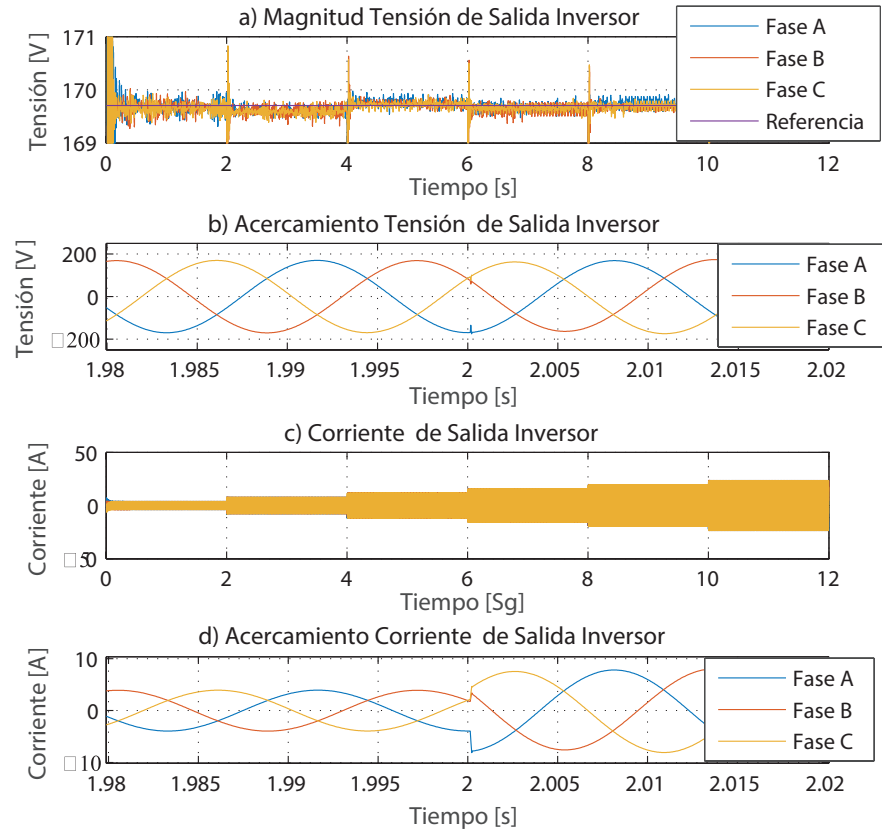 a) Magnitud Tensión de Salida Inversor
Tensión [V]
171
170
169
0 2 4 6 8 10 12
Tiempo [s]
Fase A
Fase B
Fase C
Referencia
b) Acercamiento Tensión de Salida Inversor
Tensión [V]
200
0
□200
1.98 1.985 1.99 1.995 2 2.005 2.01 2.015 2.02
Tiempo [s]
Fase A
Fase B
Fase C
c) Corriente de Salida Inversor
Corriente [A]
50
0
0 2 4 6 8 10 12
Tiempo [Sg]
d) Acercamiento Corriente de Salida Inversor
Corriente [A]
10
0
□10
1.98 1.985 1.99 1.995 2 2.005 2.01 2.015 2.02
Tiempo [s]
Fase A
Fase B
Fase C